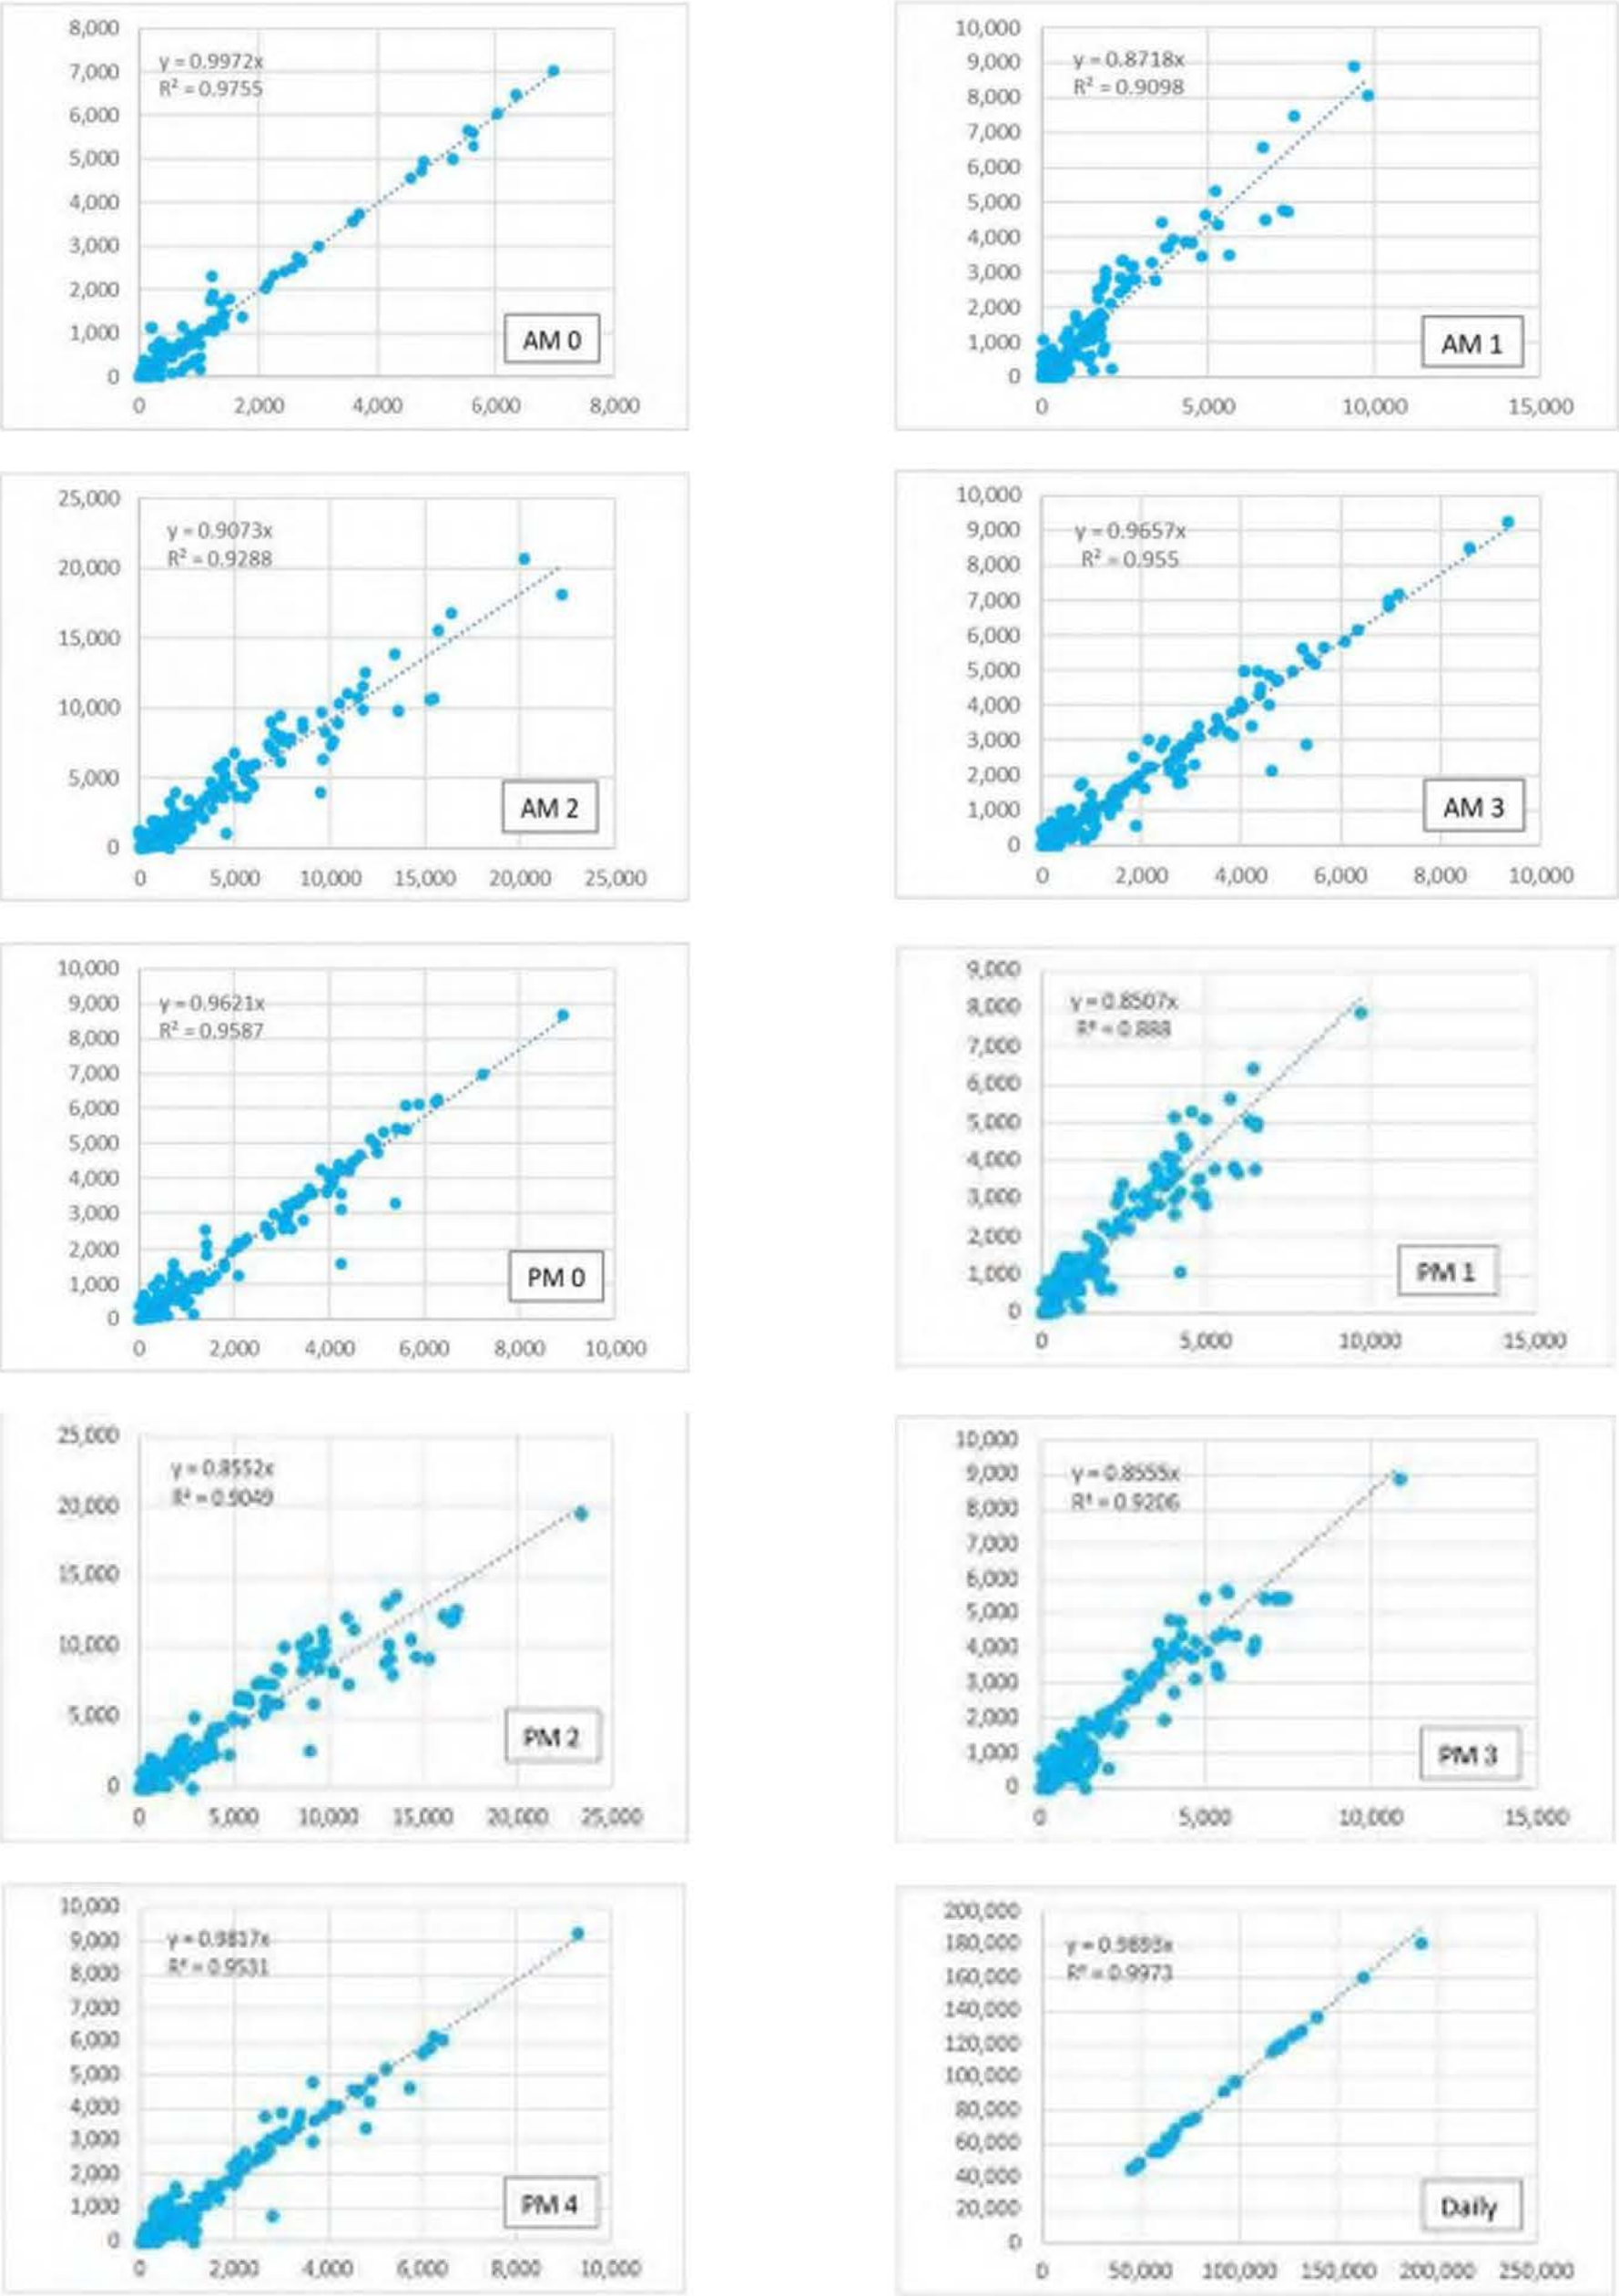 8,000
7,000
6,000
5,000
4,000
3,000
2,000
1,000
0
y = 0.9972x
R² = 0.9755
AM 0
0 2,000 4,000 6,000 8,000
10,000
9,000
8,000
7,000
6,000
5,000
4,000
3,000
2,000
1,000
0
y = 0.8718x
R² = 0.9098
AM 1
0 5,000 10,000 15,000
25,000
20,000
15,000
10,000
5,000
0
y = 0.9073x
R² = 0.9288
AM 2
0 5,000 10,000 15,000 20,000 25,000
10,000
9,000
8,000
7,000
6,000
5,000
4,000
3,000
2,000
1,000
0
y = 0.9657x
R² = 0.955
AM 3
0 2,000 4,000 6,000 8,000 10,000
10,000
9,000
8,000
7,000
6,000
5,000
4,000
3,000
2,000
1,000
0
y = 0.9621x
R² = 0.9587
PM 0
0 2,000 4,000 6,000 8,000 10,000
9,000
8,000
7,000
6,000
5,000
4,000
3,000
2,000
1,000
0
y = 0.8507x
R² = 0.888
PM 1
0 5,000 10,000 15,000
25,000
20,000
15,000
10,000
5,000
0
y = 0.8552x
R² = 0.9049
PM 2
0 5,000 10,000 15,000 20,000 25,000
10,000
9,000
8,000
7,000
6,000
5,000
4,000
3,000
2,000
1,000
0
y = 0.8555x
R² = 0.9206
PM 3
0 5,000 10,000 15,000
10,000
9,000
8,000
7,000
6,000
5,000
4,000
3,000
2,000
1,000
0
y = 0.9817x
R² = 0.9531
PM 4
0 2,000 4,000 6,000 8,000 10,000
200,000
180,000
160,000
140,000
120,000
100,000
80,000
60,000
40,000
20,000
0
y = 0.9893x
R² = 0.9973
Daily
0 50,000 100,000 150,000 200,000 250,000